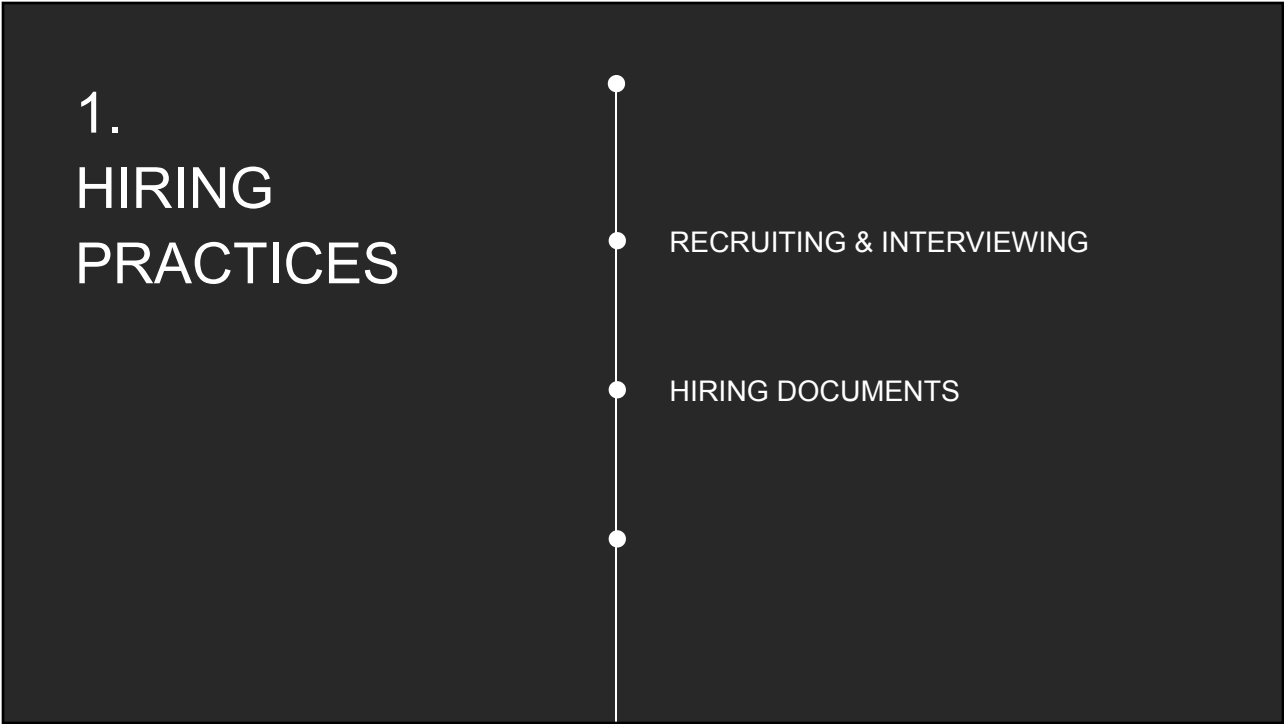 1.
HIRING
PRACTICES
RECRUITING & INTERVIEWING
HIRING DOCUMENTS